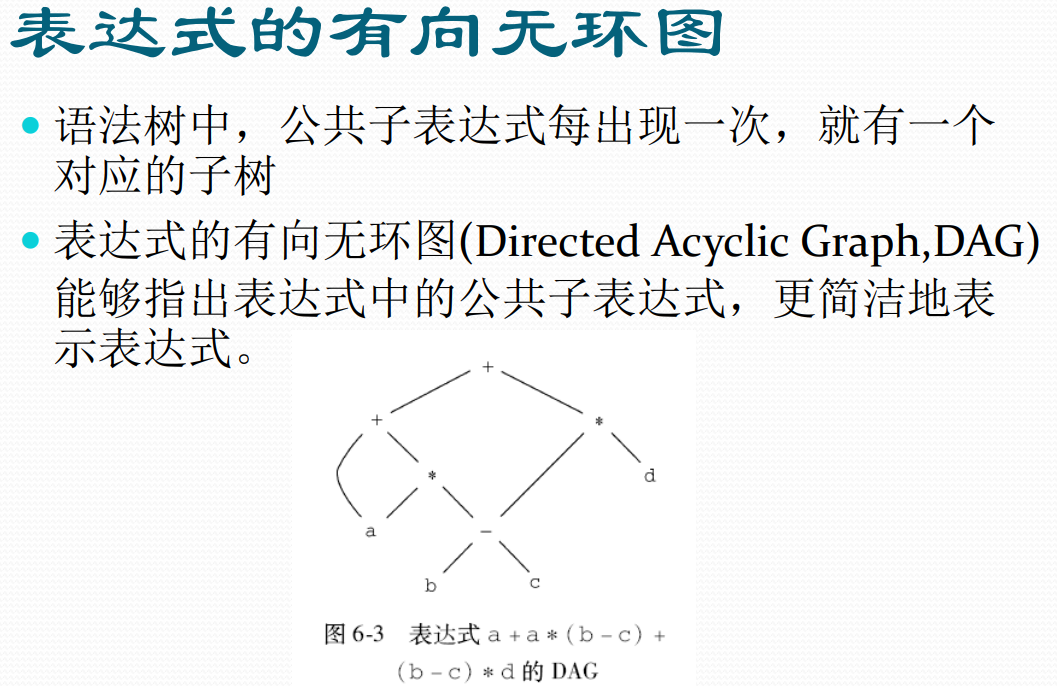 表达式的有向无环图
语法树中，公共子表达式每出现一次，就有一个
对应的子树
表达式的有向无环图(Directed Acyclic Graph,DAG)
能够指出表达式中的公共子表达式，更简洁地表
示表达式。
+
+ *
* d
a −
b c
图 6-3 表达式 a + a * (b − c) +
(b − c) * d 的 DAG